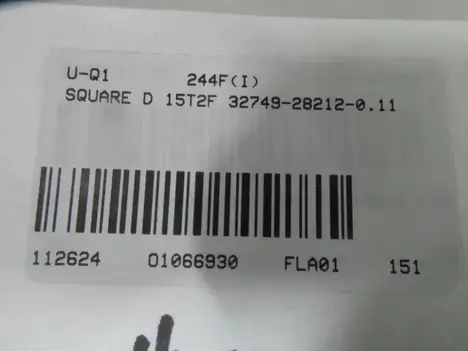 U-Q1 244F(I)
SQUARE D 15T2F 32749-28212-0.11
112624 01066930 FLA01 151